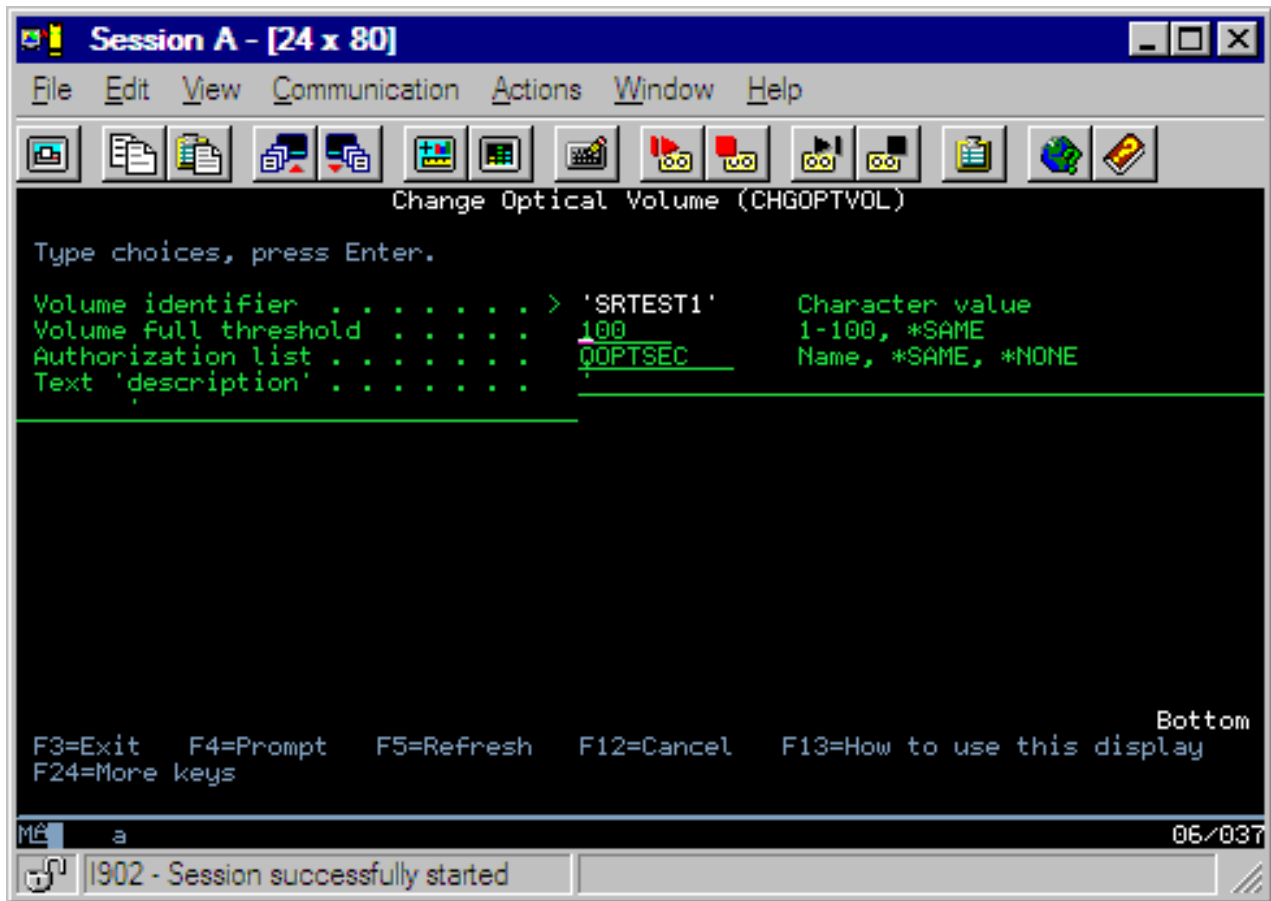 Session A - [24 x 80]
File Edit View Communication Actions Window Help
Change Optical Volume (CHGOPTVOL)
Type choices, press Enter.
Volume identifier . . . . . . . > 'SRTEST1' Character value
Volume full threshold . . . . . 100 1-100, *SAME
Authorization list . . . . . . . QOPTSEC Name, *SAME, *NONE
Text 'description' . . . . . . . '
'
Bottom
F3=Exit F4=Prompt F5=Refresh F12=Cancel F13=How to use this display
F24=More keys
a 06/037
I902 - Session successfully started